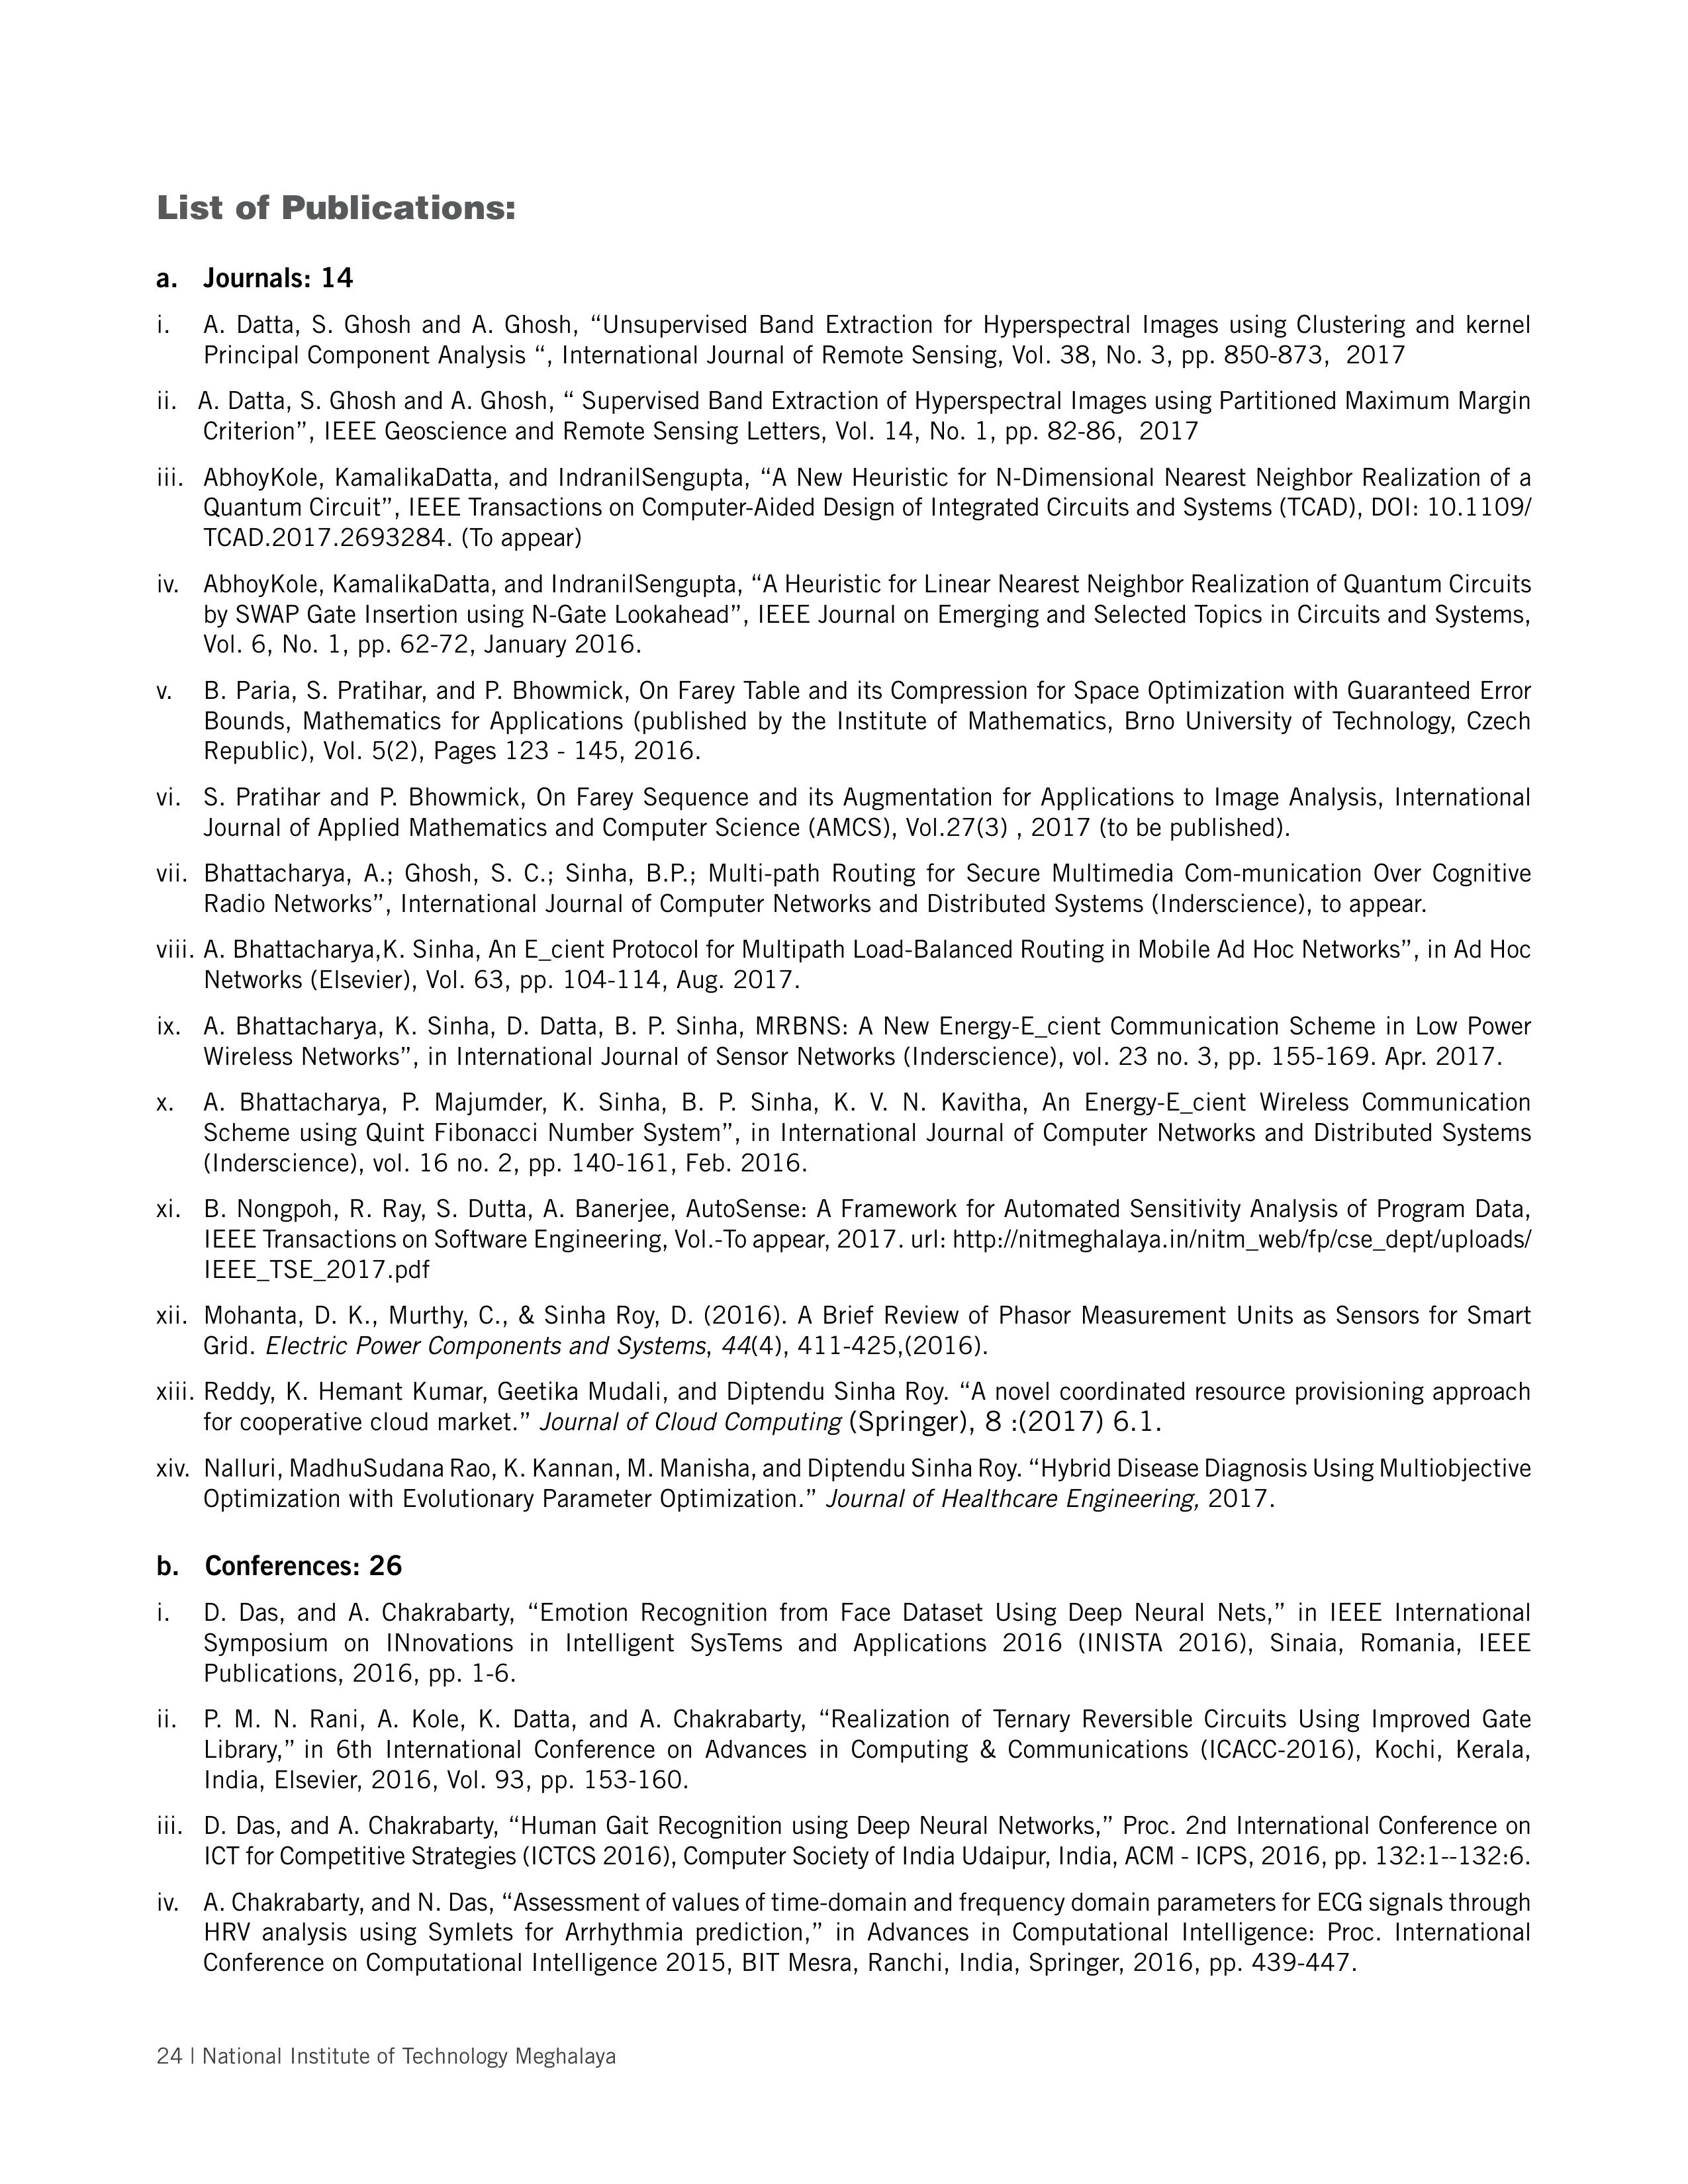 List of Publications:
a. Journals: 14
i. A. Datta, S. Ghosh and A. Ghosh, “Unsupervised Band Extraction for Hyperspectral Images using Clustering and kernel
Principal Component Analysis “, International Journal of Remote Sensing, Vol. 38, No. 3, pp. 850-873, 2017
ii. A. Datta, S. Ghosh and A. Ghosh, “ Supervised Band Extraction of Hyperspectral Images using Partitioned Maximum Margin
Criterion”, IEEE Geoscience and Remote Sensing Letters, Vol. 14, No. 1, pp. 82-86, 2017
iii. AbhoyKole, KamalikaDatta, and IndranilSengupta, “A New Heuristic for N-Dimensional Nearest Neighbor Realization of a
Quantum Circuit”, IEEE Transactions on Computer-Aided Design of Integrated Circuits and Systems (TCAD), DOI: 10.1109/
TCAD.2017.2693284. (To appear)
iv. AbhoyKole, KamalikaDatta, and IndranilSengupta, “A Heuristic for Linear Nearest Neighbor Realization of Quantum Circuits
by SWAP Gate Insertion using N-Gate Lookahead”, IEEE Journal on Emerging and Selected Topics in Circuits and Systems,
Vol. 6, No. 1, pp. 62-72, January 2016.
v. B. Paria, S. Pratihar, and P. Bhowmick, On Farey Table and its Compression for Space Optimization with Guaranteed Error
Bounds, Mathematics for Applications (published by the Institute of Mathematics, Brno University of Technology, Czech
Republic), Vol. 5(2), Pages 123 - 145, 2016.
vi. S. Pratihar and P. Bhowmick, On Farey Sequence and its Augmentation for Applications to Image Analysis, International
Journal of Applied Mathematics and Computer Science (AMCS), Vol.27(3) , 2017 (to be published).
vii. Bhattacharya, A.; Ghosh, S. C.; Sinha, B.P.; Multi-path Routing for Secure Multimedia Com-munication Over Cognitive
Radio Networks”, International Journal of Computer Networks and Distributed Systems (Inderscience), to appear.
viii. A. Bhattacharya,K. Sinha, An E_cient Protocol for Multipath Load-Balanced Routing in Mobile Ad Hoc Networks”, in Ad Hoc
Networks (Elsevier), Vol. 63, pp. 104-114, Aug. 2017.
ix. A. Bhattacharya, K. Sinha, D. Datta, B. P. Sinha, MRBNS: A New Energy-E_cient Communication Scheme in Low Power
Wireless Networks”, in International Journal of Sensor Networks (Inderscience), vol. 23 no. 3, pp. 155-169. Apr. 2017.
x. A. Bhattacharya, P. Majumder, K. Sinha, B. P. Sinha, K. V. N. Kavitha, An Energy-E_cient Wireless Communication
Scheme using Quint Fibonacci Number System”, in International Journal of Computer Networks and Distributed Systems
(Inderscience), vol. 16 no. 2, pp. 140-161, Feb. 2016.
xi. B. Nongpoh, R. Ray, S. Dutta, A. Banerjee, AutoSense: A Framework for Automated Sensitivity Analysis of Program Data,
IEEE Transactions on Software Engineering, Vol.-To appear, 2017. url: http://nitmeghalaya.in/nitm_web/fp/cse_dept/uploads/
IEEE_TSE_2017.pdf
xii. Mohanta, D. K., Murthy, C., & Sinha Roy, D. (2016). A Brief Review of Phasor Measurement Units as Sensors for Smart
Grid. Electric Power Components and Systems, 44(4), 411-425,(2016).
xiii. Reddy, K. Hemant Kumar, Geetika Mudali, and Diptendu Sinha Roy. “A novel coordinated resource provisioning approach
for cooperative cloud market.” Journal of Cloud Computing (Springer), 8 :(2017) 6.1.
xiv. Nalluri, MadhuSudana Rao, K. Kannan, M. Manisha, and Diptendu Sinha Roy. “Hybrid Disease Diagnosis Using Multiobjective
Optimization with Evolutionary Parameter Optimization.” Journal of Healthcare Engineering, 2017.
b. Conferences: 26
i. D. Das, and A. Chakrabarty, “Emotion Recognition from Face Dataset Using Deep Neural Nets,” in IEEE International
Symposium on INnovations in Intelligent SysTems and Applications 2016 (INISTA 2016), Sinaia, Romania, IEEE
Publications, 2016, pp. 1-6.
ii. P. M. N. Rani, A. Kole, K. Datta, and A. Chakrabarty, “Realization of Ternary Reversible Circuits Using Improved Gate
Library,” in 6th International Conference on Advances in Computing & Communications (ICACC-2016), Kochi, Kerala,
India, Elsevier, 2016, Vol. 93, pp. 153-160.
iii. D. Das, and A. Chakrabarty, “Human Gait Recognition using Deep Neural Networks,” Proc. 2nd International Conference on
ICT for Competitive Strategies (ICTCS 2016), Computer Society of India Udaipur, India, ACM - ICPS, 2016, pp. 132:1--132:6.
iv. A. Chakrabarty, and N. Das, “Assessment of values of time-domain and frequency domain parameters for ECG signals through
HRV analysis using Symlets for Arrhythmia prediction,” in Advances in Computational Intelligence: Proc. International
Conference on Computational Intelligence 2015, BIT Mesra, Ranchi, India, Springer, 2016, pp. 439-447.
24 | National Institute of Technology Meghalaya